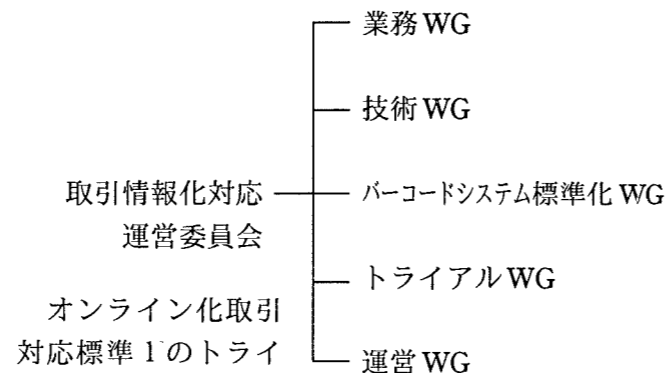 業務WG
技術WG
取引情報化対応
運営委員会
バーコードシステム標準化WG
トライアルWG
運営WG
オンライン化取引
対応標準1のトライ